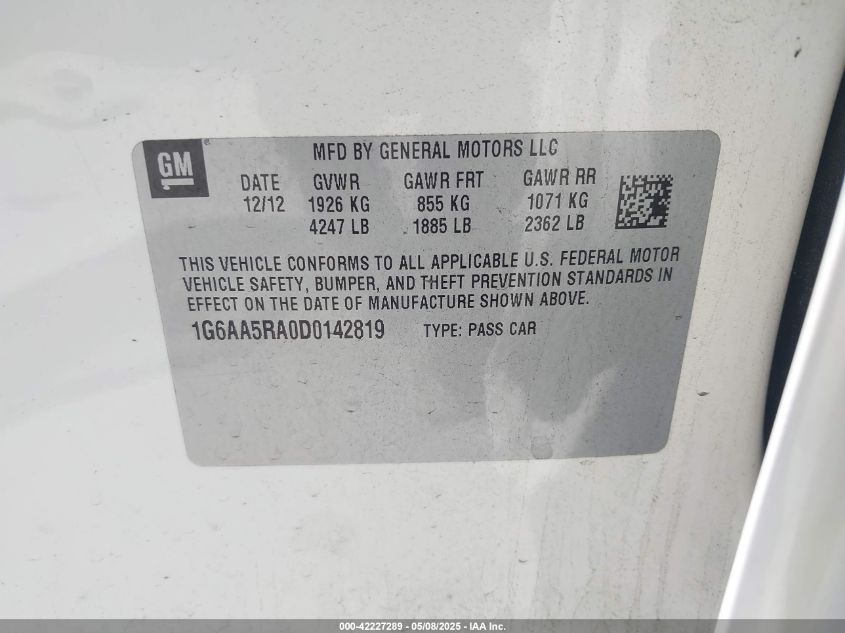 GM
MFD BY GENERAL MOTORS LLC
DATE GVWR GAWR FRT GAWR RR
12/12 1926 KG 855 KG 1071 KG
4247 LB 1885 LB 2362 LB
THIS VEHICLE CONFORMS TO ALL APPLICABLE U.S. FEDERAL MOTOR
VEHICLE SAFETY, BUMPER, AND THEFT PREVENTION STANDARDS IN
EFFECT ON THE DATE OF MANUFACTURE SHOWN ABOVE.
1G6AA5RA0D0142819 TYPE: PASS CAR
000-42227289 - 05/08/2025 - IAA Inc.